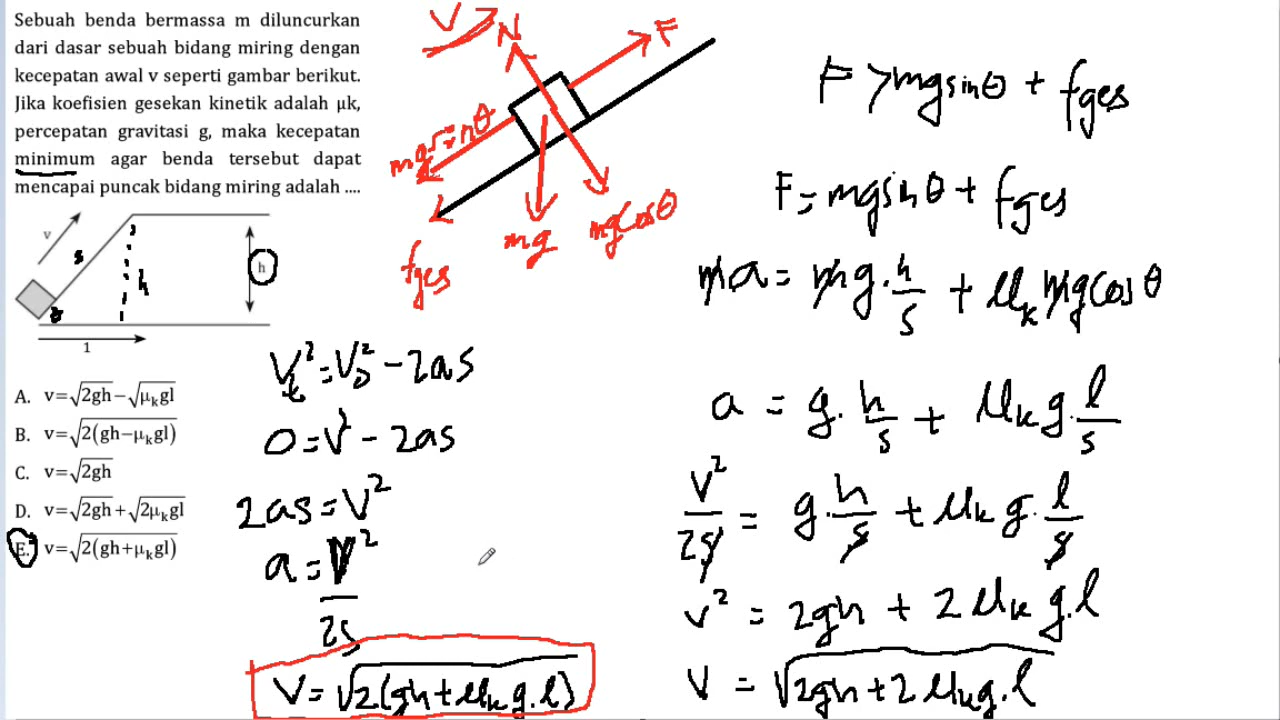 Sebuah benda bermassa m diluncurkan
dari dasar sebuah bidang miring dengan
kecepatan awal v seperti gambar berikut.
Jika koefisien gesekan kinetik adalah μk,
percepatan gravitasi g, maka kecepatan
minimum agar benda tersebut dapat
mencapai puncak bidang miring adalah ....
v
s
h
h
θ
1
A. v=√2gh−√μₖgl
B. v=√2(gh−μₖgl)
C. v=√2gh
D. v=√2gh+√2μₖgl
E. v=√2(gh+μₖgl)
V
N
F
mg sin θ
fges
mg
mg cos θ
Vt² = V₀² − 2as
0 = V² − 2as
2as = V²
a = V²
2s
V = √2(gh + μₖ g.l)
F > mg sin θ + fges
F = mg sin θ + fges
ma = mg. h/s + μₖ mg cos θ
a = g. h/s + μₖ g. l/s
V²/2s = g. h/s + μₖ g. l/s
v² = 2gh + 2 μₖ g.l
V = √2gh + 2 μₖ g.l